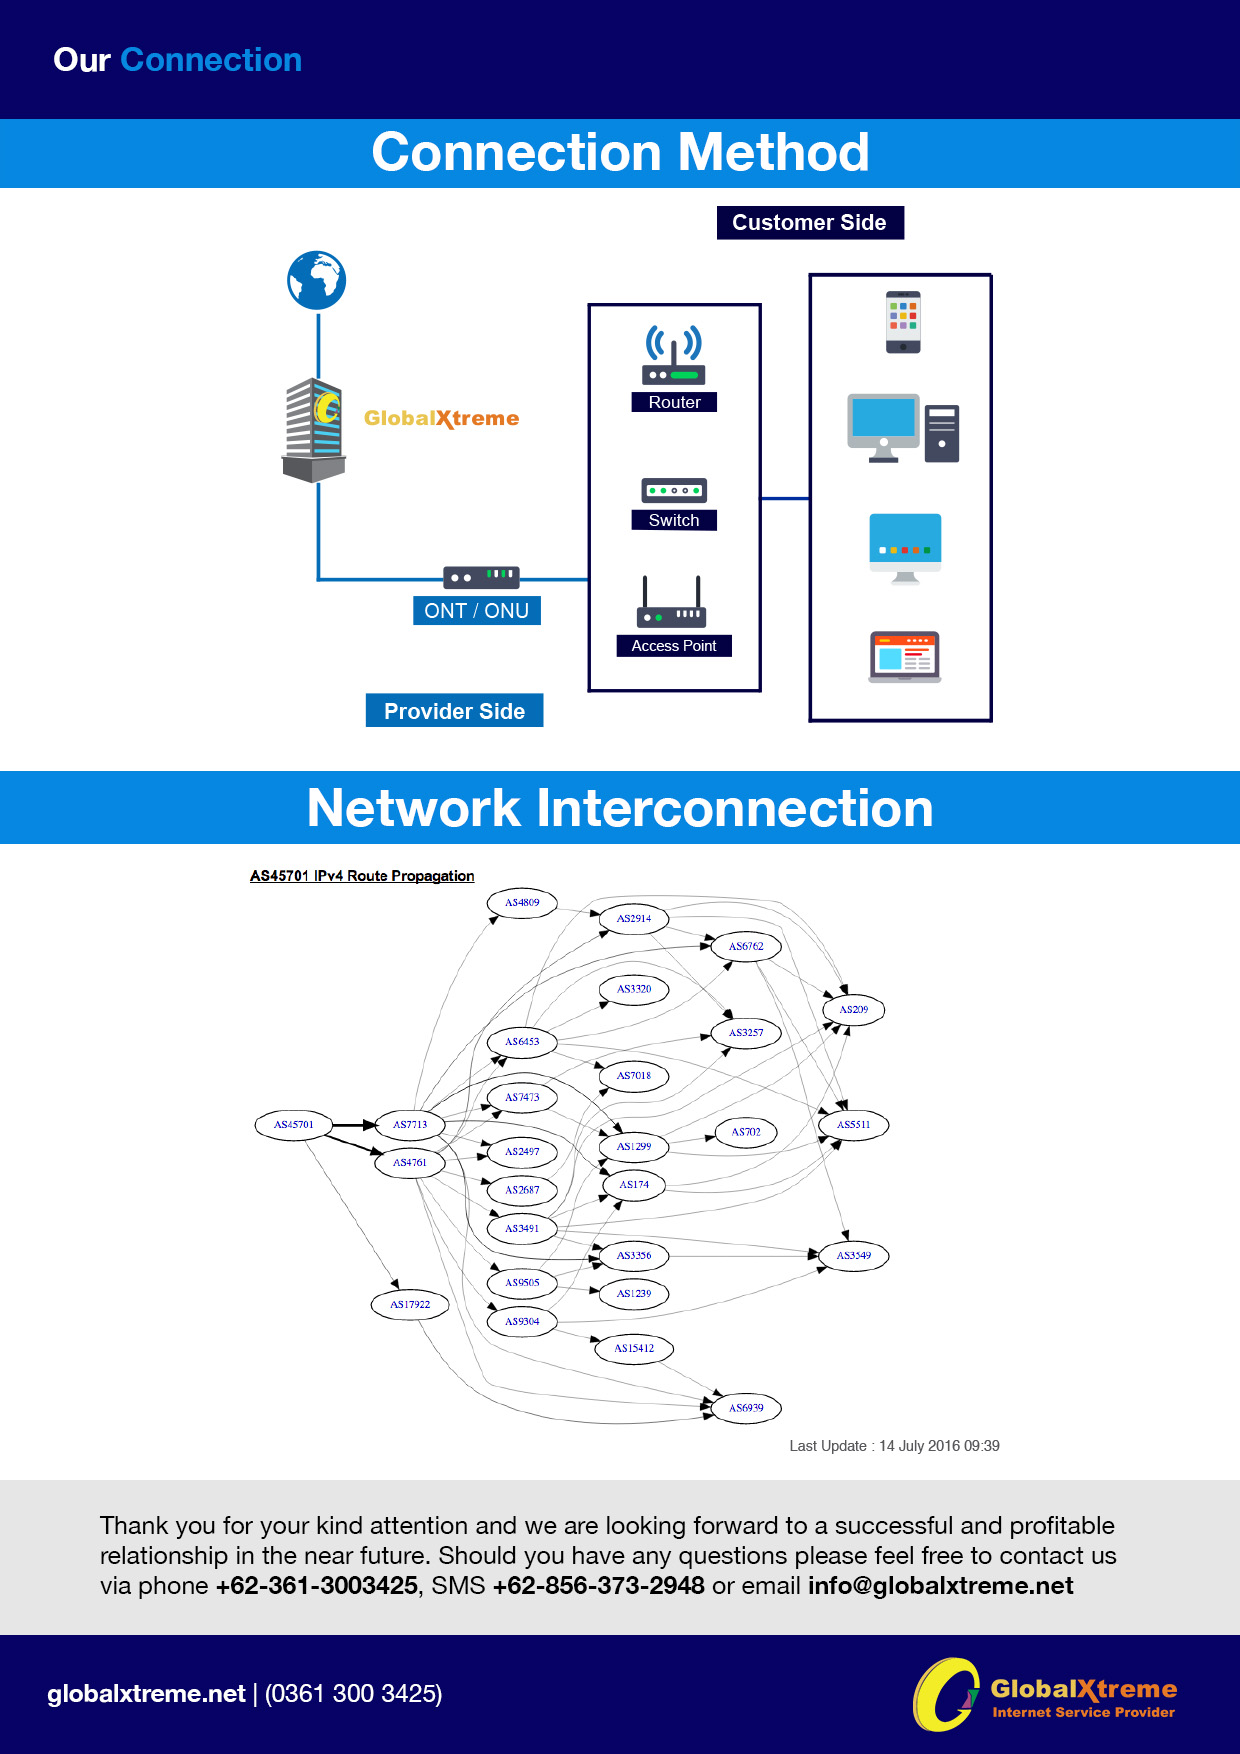 Our Connection
Connection Method
Customer Side
GlobalXtreme
Router
Switch
Access Point
ONT / ONU
Provider Side
Network Interconnection
AS45701 IPv4 Route Propagation
AS4809
AS2914
AS6762
AS3320
AS209
AS6453
AS3257
AS7018
AS7473
AS45701
AS7713
AS702
AS5511
AS2497
AS1299
AS4761
AS2687
AS174
AS3491
AS3356
AS3549
AS9505
AS1239
AS17922
AS9304
AS15412
AS6939
Last Update : 14 July 2016 09:39
Thank you for your kind attention and we are looking forward to a successful and profitable
relationship in the near future. Should you have any questions please feel free to contact us
via phone +62-361-3003425, SMS +62-856-373-2948 or email info@globalxtreme.net
globalxtreme.net | (0361 300 3425)
GlobalXtreme
Internet Service Provider